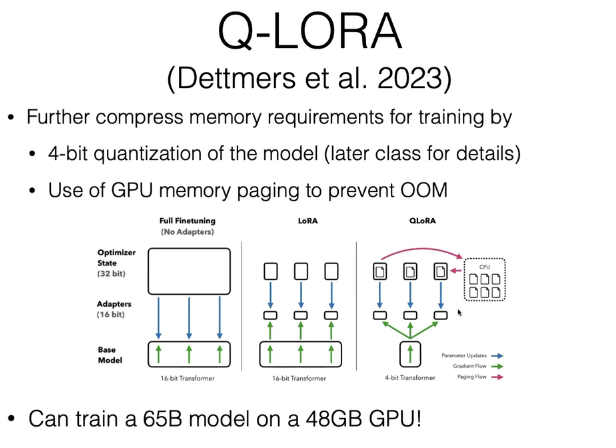 Q-LORA
(Dettmers et al. 2023)
• Further compress memory requirements for training by
• 4-bit quantization of the model (later class for details)
• Use of GPU memory paging to prevent OOM
Full Finetuning
(No Adapters)
LoRA
QLoRA
Optimizer
State
(32 bit)
CPU
Adapters
(16 bit)
Base
Model
Parameter Updates
Gradient Flow
Paging Flow
16-bit Transformer
16-bit Transformer
4-bit Transformer
• Can train a 65B model on a 48GB GPU!